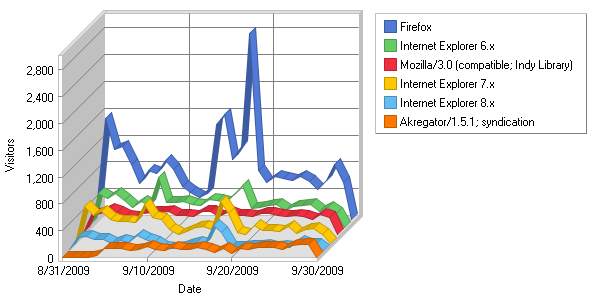 Firefox
Internet Explorer 6.x
Mozilla/3.0 (compatible; Indy Library)
Internet Explorer 7.x
Internet Explorer 8.x
Akregator/1.5.1; syndication
2,800
2,400
2,000
1,600
1,200
800
400
0
Visitors
8/31/2009 9/10/2009 9/20/2009 9/30/2009
Date